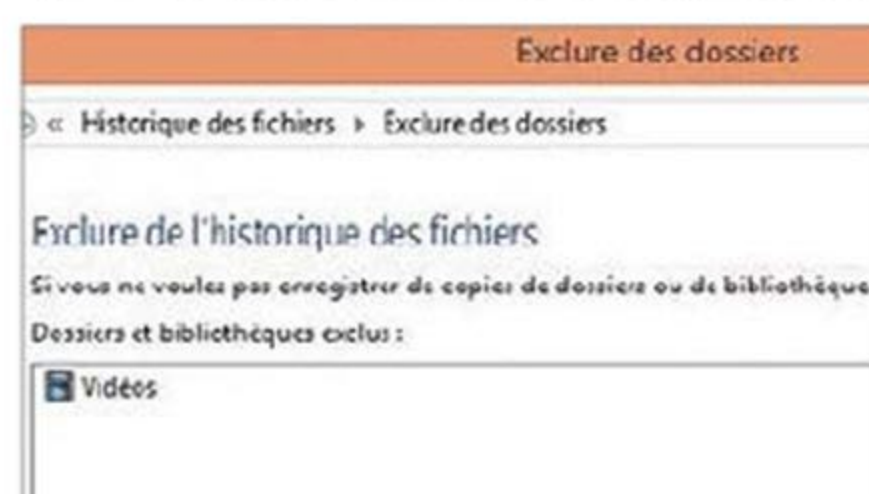 Exclure des dossiers
« Historique des fichiers ▸ Exclure des dossiers
Exclure de l'historique des fichiers
Si vous ne voulez pas enregistrer de copies de dossiers ou de bibliothèque
Dossiers et bibliothèques exclus :
Vidéos